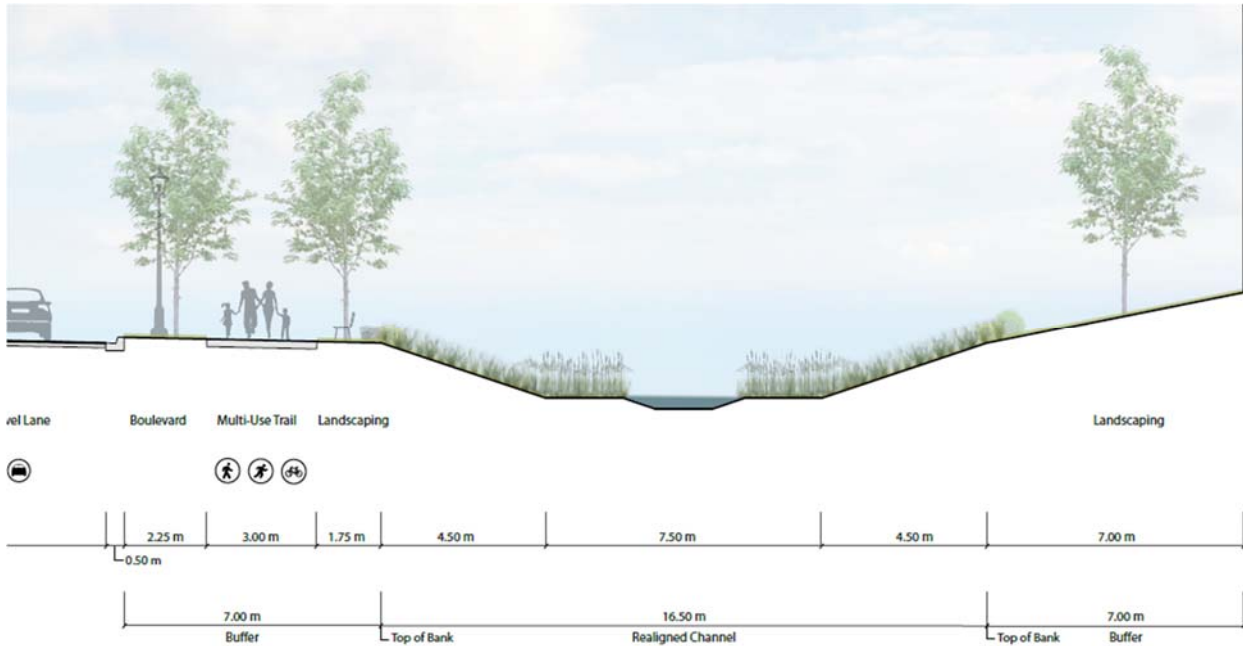 vel Lane
Boulevard
Multi-Use Trail
Landscaping
Landscaping
2.25 m
3.00 m
1.75 m
4.50 m
7.50 m
4.50 m
7.00 m
0.50 m
7.00 m
16.50 m
7.00 m
Buffer
Top of Bank
Realigned Channel
Top of Bank
Buffer